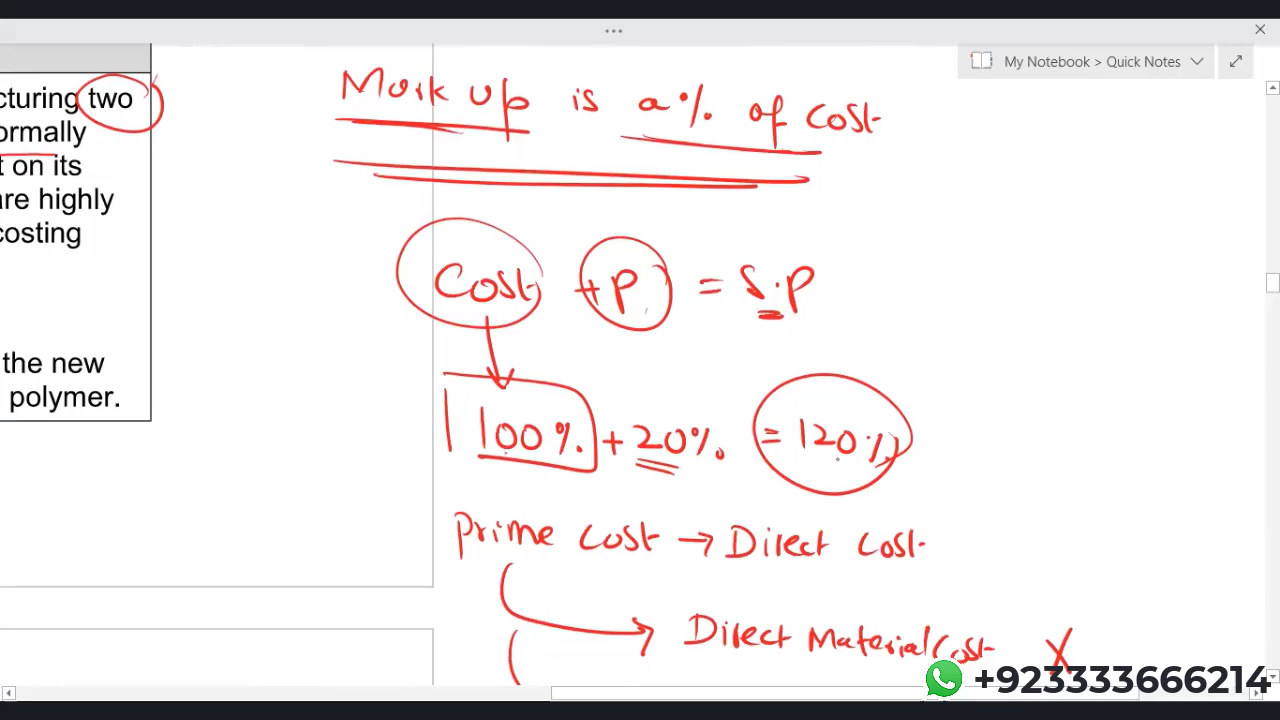 My Notebook > Quick Notes
cturing two
ormally
t on its
are highly
costing
the new
polymer.
Mark up is a % of cost
Cost + P = S.P
100% + 20% = 120%
Prime cost → Direct cost
Direct Material Cost X
+923333666214